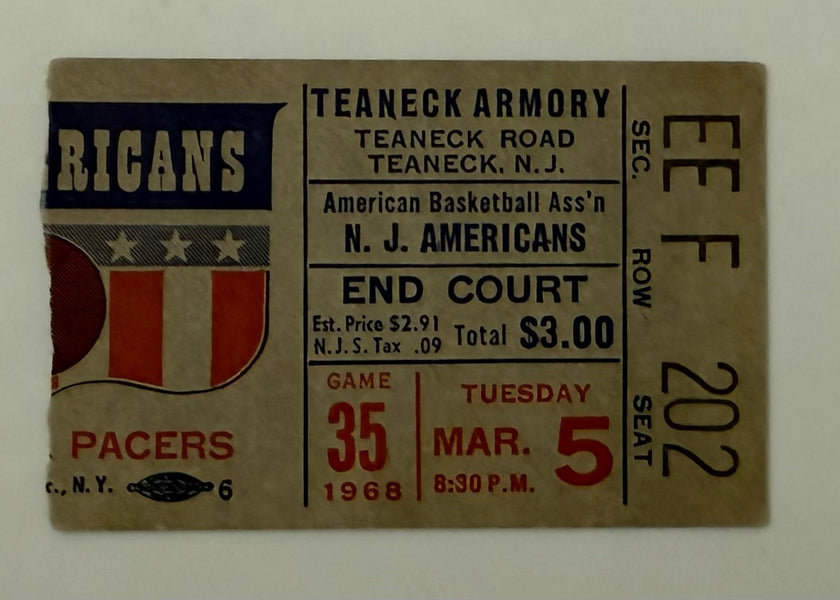 RICANS
PACERS
., N.Y. 6
TEANECK ARMORY
TEANECK ROAD
TEANECK, N.J.
American Basketball Ass'n
N. J. AMERICANS
END COURT
Est. Price $2.91
N.J.S. Tax .09
Total $3.00
GAME
35
1968
TUESDAY
MAR. 5
8:30 P.M.
SEC. EE
ROW F
SEAT 202